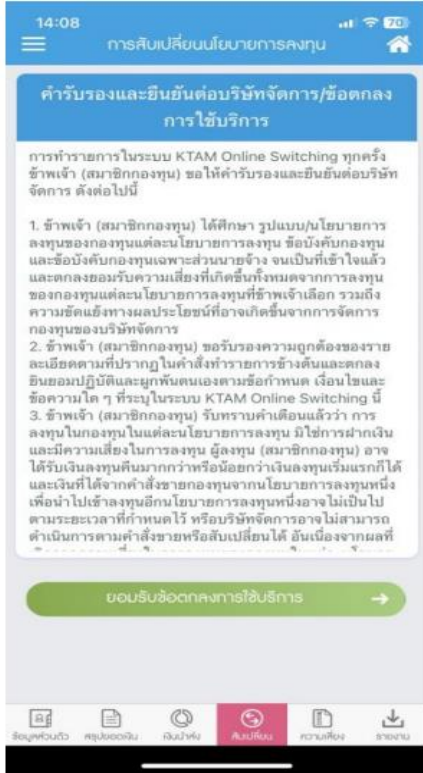 14:08
70
การสับเปลี่ยนนโยบายการลงทุน
คำรับรองและยืนยันต่อบริษัทจัดการ/ข้อตกลง
การใช้บริการ
การทำรายการในระบบ KTAM Online Switching ทุกครั้ง
ข้าพเจ้า (สมาชิกกองทุน) ขอให้คำรับรองและยืนยันต่อบริษัท
จัดการ ดังต่อไปนี้
1. ข้าพเจ้า (สมาชิกกองทุน) ได้ศึกษา รูปแบบ/นโยบายการ
ลงทุนของกองทุนแต่ละนโยบายการลงทุน ข้อบังคับกองทุน
และข้อบังคับกองทุนเฉพาะส่วนนายจ้าง จนเป็นที่เข้าใจแล้ว
และตกลงยอมรับความเสี่ยงที่เกิดขึ้นทั้งหมดจากการลงทุน
ของกองทุนแต่ละนโยบายการลงทุนที่ข้าพเจ้าเลือก รวมถึง
ความขัดแย้งทางผลประโยชน์ที่อาจเกิดขึ้นจากการจัดการ
กองทุนของบริษัทจัดการ
2. ข้าพเจ้า (สมาชิกกองทุน) ขอรับรองความถูกต้องของราย
ละเอียดตามที่ปรากฏในคำสั่งทำรายการข้างต้นและตกลง
ยินยอมปฏิบัติและผูกพันตนเองตามข้อกำหนด เงื่อนไขและ
ข้อความใด ๆ ที่ระบุในระบบ KTAM Online Switching นี้
3. ข้าพเจ้า (สมาชิกกองทุน) รับทราบคำเตือนแล้วว่า การ
ลงทุนในกองทุนในแต่ละนโยบายการลงทุน มิใช่การฝากเงิน
และมีความเสี่ยงในการลงทุน ผู้ลงทุน (สมาชิกกองทุน) อาจ
ได้รับเงินลงทุนคืนมากกว่าหรือน้อยกว่าเงินลงทุนเริ่มแรกก็ได้
และเงินที่ได้จากคำสั่งขายกองทุนจากนโยบายการลงทุนหนึ่ง
เพื่อนำไปเข้าลงทุนอีกนโยบายการลงทุนหนึ่งอาจไม่เป็นไป
ตามระยะเวลาที่กำหนดไว้ หรือบริษัทจัดการอาจไม่สามารถ
ดำเนินการตามคำสั่งขายหรือสับเปลี่ยนได้ อันเนื่องจากผลที่
ยอมรับข้อตกลงการใช้บริการ
ข้อมูลส่วนตัว สรุปยอดเงิน เงินนำส่ง สับเปลี่ยน ความเสี่ยง รายงาน